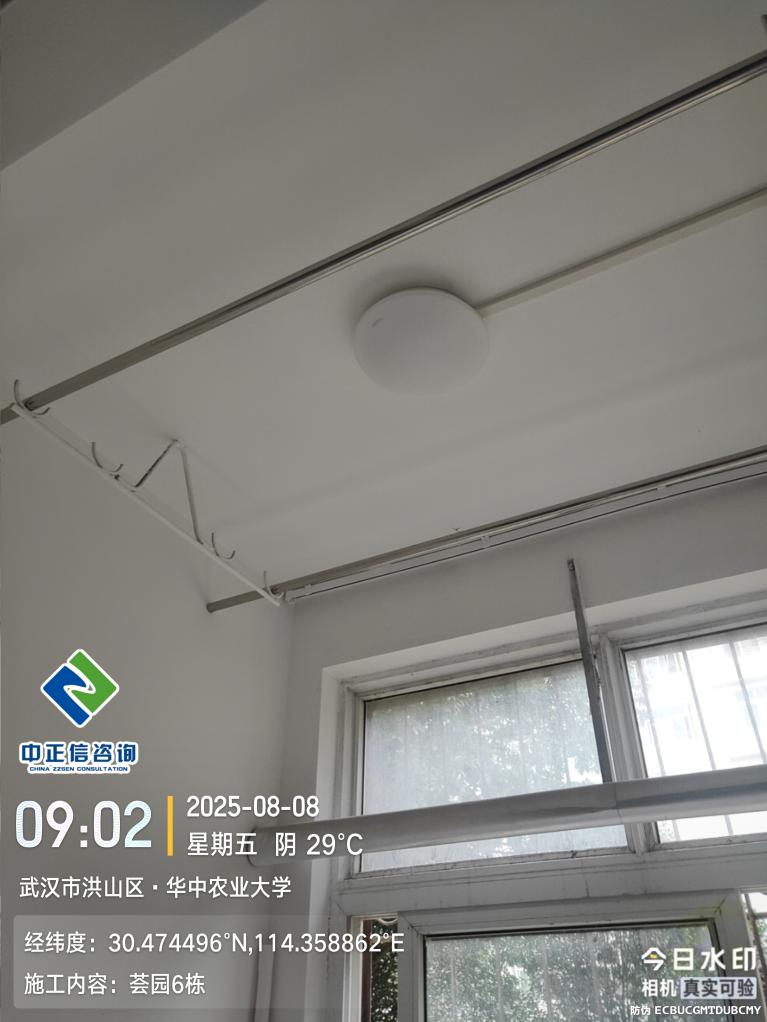 中正信咨询
CHINA ZZSEN CONSULTATION
09:02
2025-08-08
星期五 阴 29°C
武汉市洪山区·华中农业大学
经纬度：30.474496°N,114.358862°E
施工内容：荟园6栋
今日水印
相机 真实可验
防伪 ECBUCGMTDUBCMY